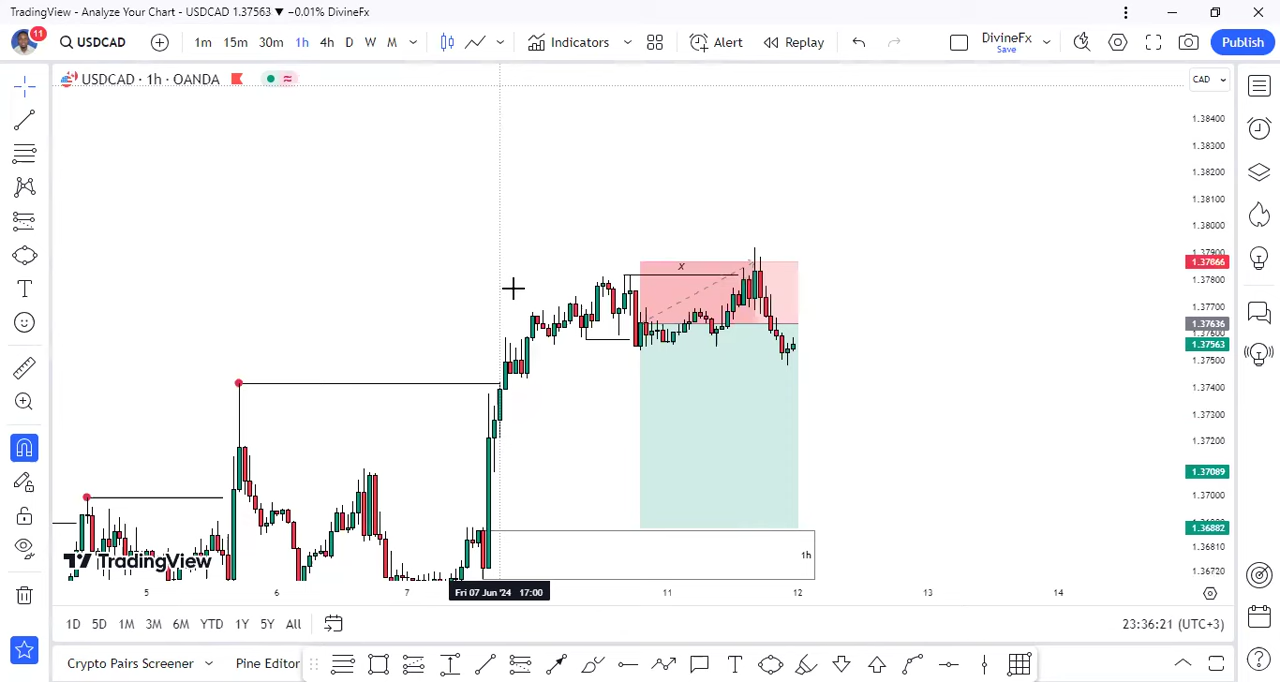 TradingView - Analyze Your Chart - USDCAD 1.37563 ▼ −0.01% DivineFx
11
USDCAD
1m 15m 30m 1h 4h D W M
Indicators
Alert
Replay
DivineFx
Save
Publish
USDCAD · 1h · OANDA
CAD
1.38400
1.38300
1.38200
1.38100
1.38000
1.37900
1.37866
1.37800
1.37700
1.37636
1.37563
1.37500
1.37400
1.37300
1.37200
1.37089
1.37000
1.36882
1.36810
1.36720
x
1h
TradingView
5 6 7 Fri 07 Jun '24 17:00 11 12 13 14
1D 5D 1M 3M 6M YTD 1Y 5Y All
23:36:21 (UTC+3)
Crypto Pairs Screener
Pine Editor